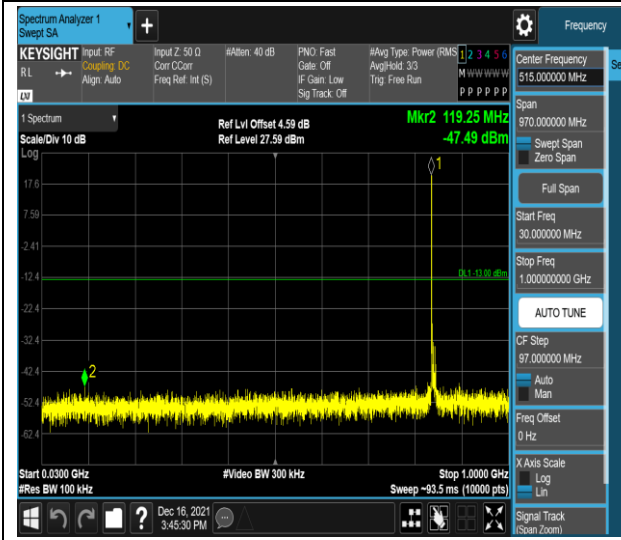 Spectrum Analyzer 1
Swept SA
Frequency
KEYSIGHT
RL
LXI
Input: RF
Coupling: DC
Align: Auto
Input Z: 50 Ω
Corr CCorr
Freq Ref: Int (S)
#Atten: 40 dB
PNO: Fast
Gate: Off
IF Gain: Low
Sig Track: Off
#Avg Type: Power (RMS
Avg|Hold: 3/3
Trig: Free Run
1 2 3 4 5 6
M W W W W W
P P P P P P
1 Spectrum
Scale/Div 10 dB
Log
Ref Lvl Offset 4.59 dB
Ref Level 27.59 dBm
Mkr2 119.25 MHz
-47.49 dBm
1
17.6
7.59
-2.41
-12.4
DL1 -13.00 dBm
-22.4
-32.4
-42.4
2
-52.4
-62.4
Start 0.0300 GHz
#Res BW 100 kHz
#Video BW 300 kHz
Stop 1.0000 GHz
Sweep ~93.5 ms (10000 pts)
?
Dec 16, 2021
3:45:30 PM
Center Frequency
515.000000 MHz
Se
Span
970.000000 MHz
Swept Span
Zero Span
Full Span
Start Freq
30.000000 MHz
Stop Freq
1.000000000 GHz
AUTO TUNE
CF Step
97.000000 MHz
Auto
Man
Freq Offset
0 Hz
X Axis Scale
Log
Lin
Signal Track
(Span Zoom)